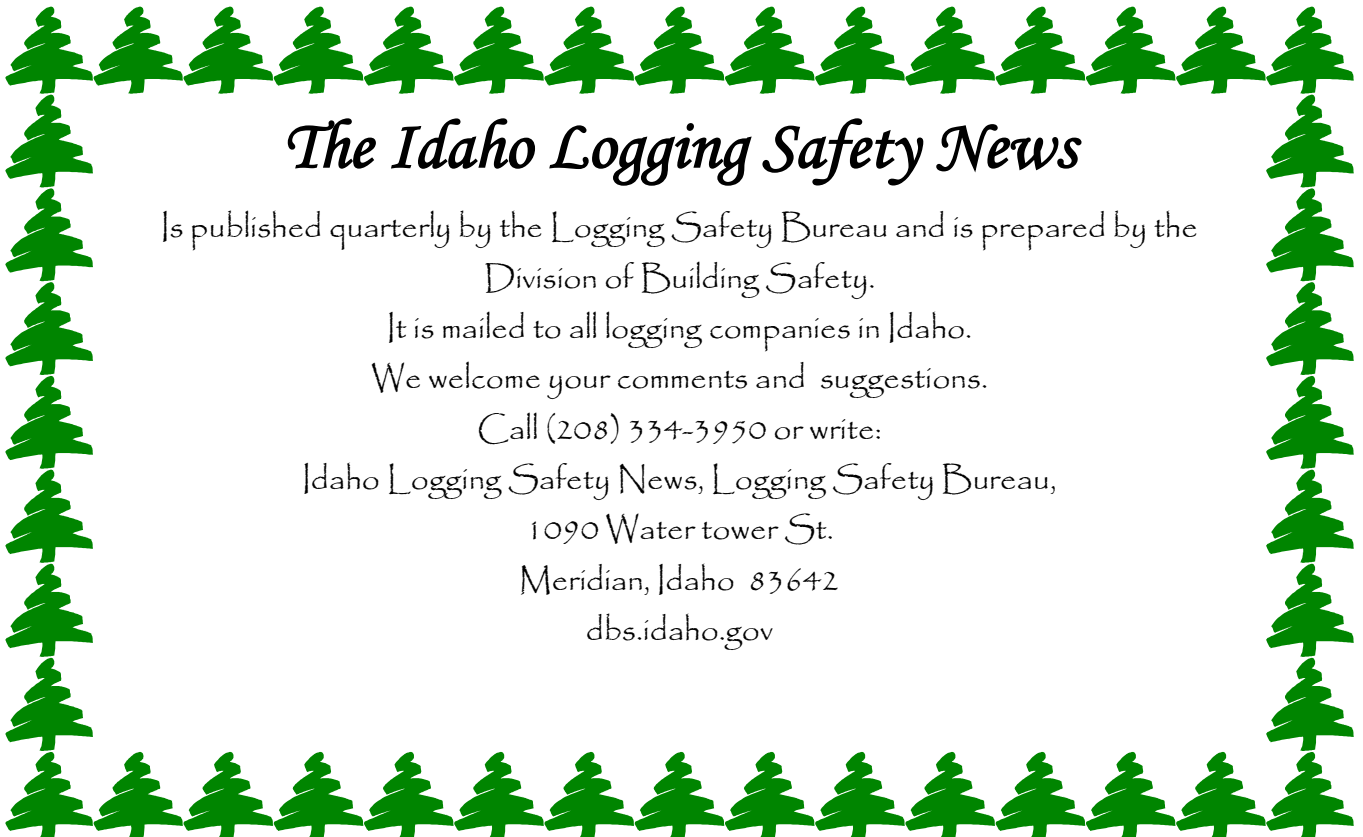 The Idaho Logging Safety News
Is published quarterly by the Logging Safety Bureau and is prepared by the
Division of Building Safety.
It is mailed to all logging companies in Idaho.
We welcome your comments and  suggestions.
Call (208) 334-3950 or write:
Idaho Logging Safety News, Logging Safety Bureau,
1090 Water tower St.
Meridian, Idaho  83642
dbs.idaho.gov